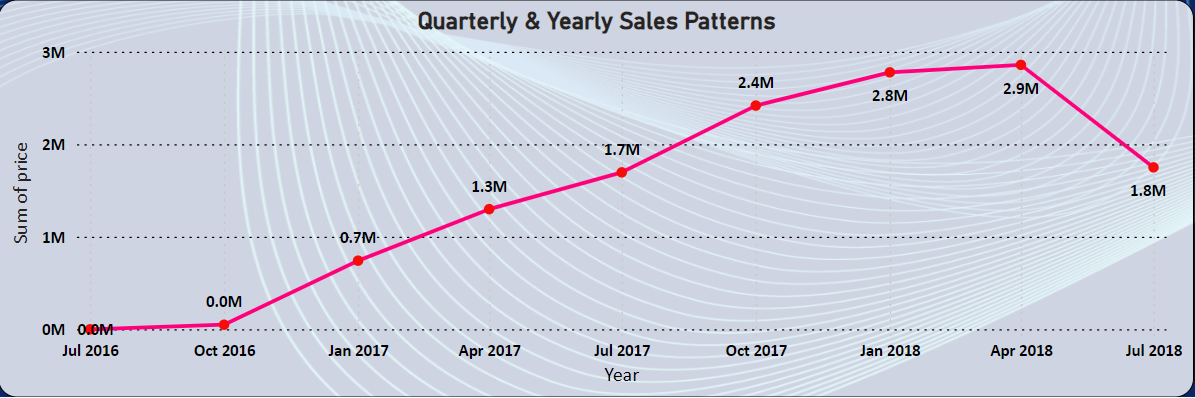 Quarterly & Yearly Sales Patterns
3M
2M
1M
0M
Sum of price
0.0M
0.0M
0.7M
1.3M
1.7M
2.4M
2.8M
2.9M
1.8M
Jul 2016 Oct 2016 Jan 2017 Apr 2017 Jul 2017 Oct 2017 Jan 2018 Apr 2018 Jul 2018
Year